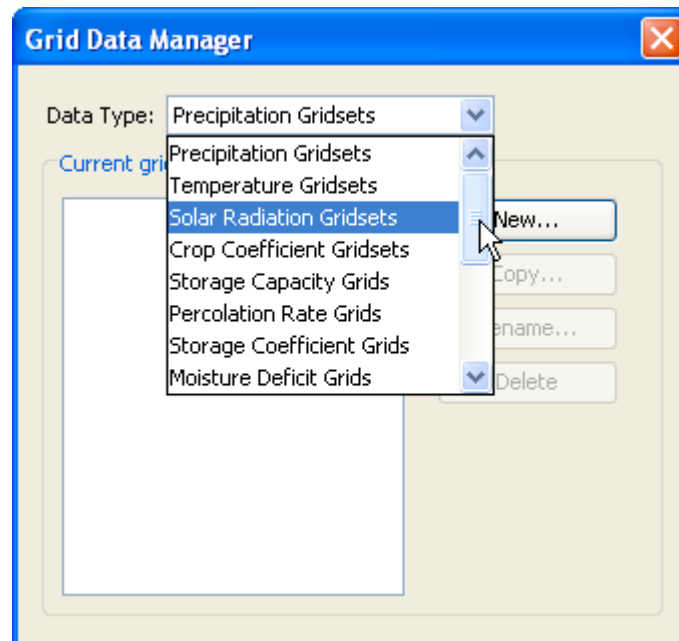 Grid Data Manager
Data Type: Precipitation Gridsets
Precipitation Gridsets
Current gri
Temperature Gridsets
Solar Radiation Gridsets
New...
Crop Coefficient Gridsets
Storage Capacity Grids
Copy...
Percolation Rate Grids
ename...
Storage Coefficient Grids
Moisture Deficit Grids
Delete